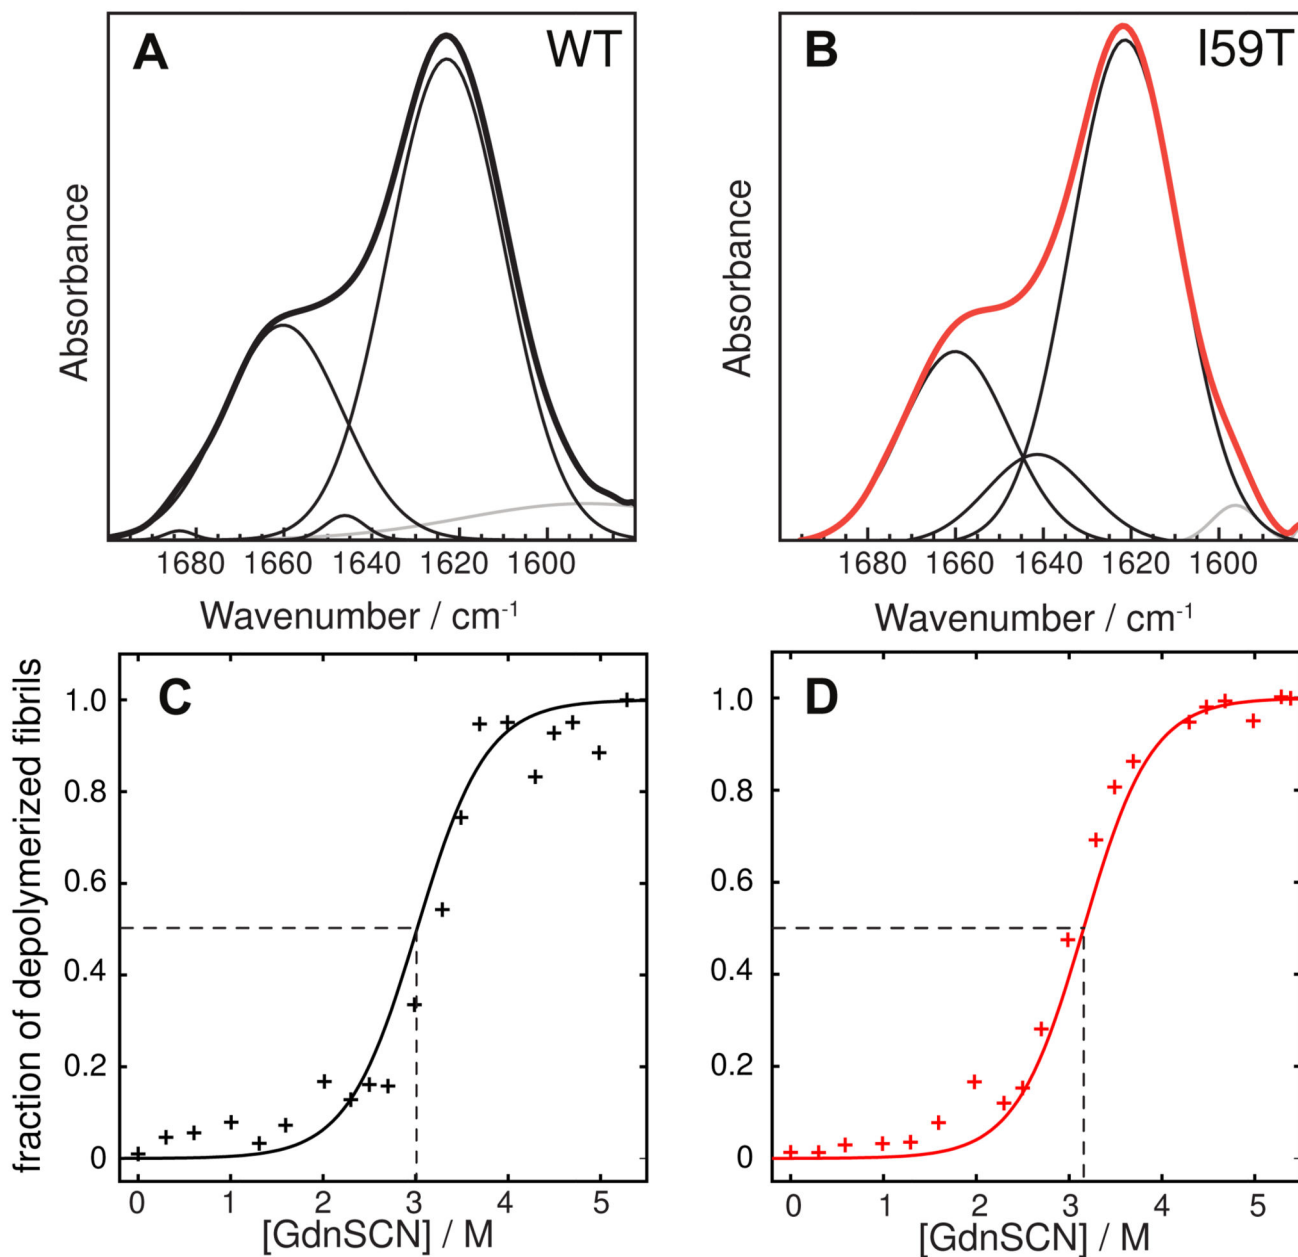 A
WT
Absorbance
1680 1660 1640 1620 1600
Wavenumber / cm⁻¹
B
I59T
Absorbance
1680 1660 1640 1620 1600
Wavenumber / cm⁻¹
C
fraction of depolymerized fibrils
1.0
0.8
0.6
0.4
0.2
0
0 1 2 3 4 5
[GdnSCN] / M
D
1.0
0.8
0.6
0.4
0.2
0
0 1 2 3 4 5
[GdnSCN] / M